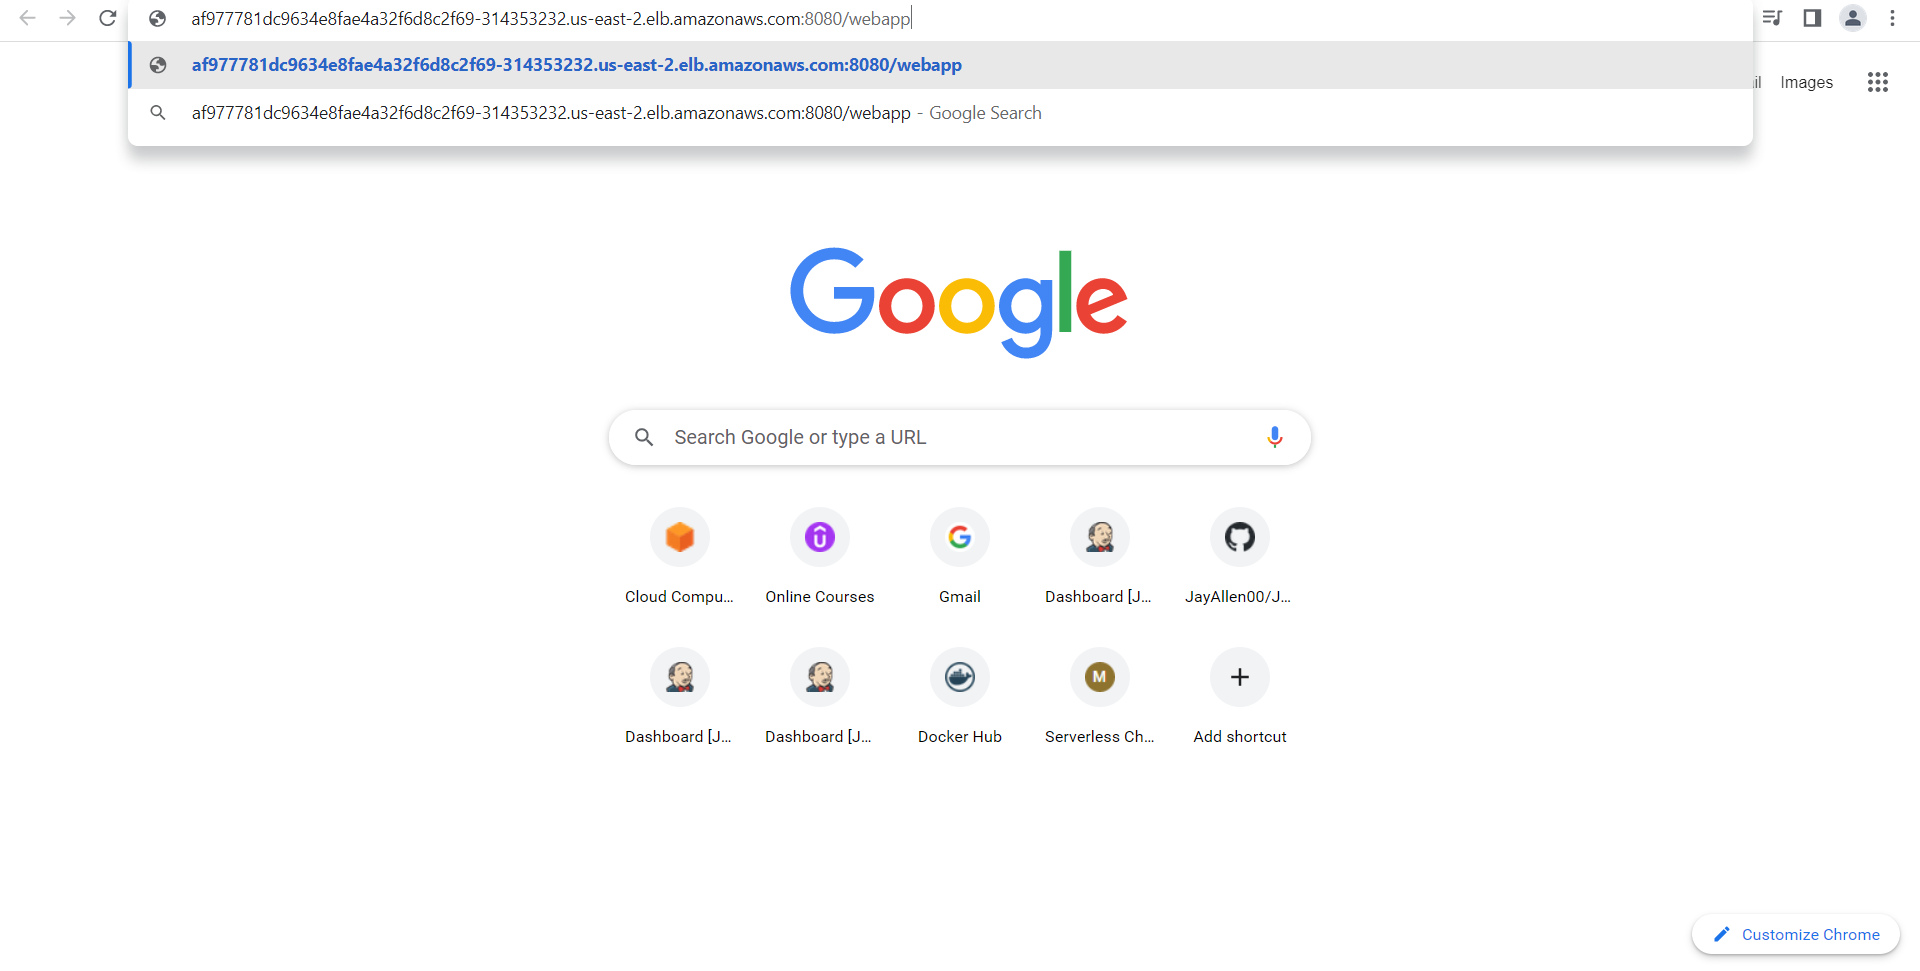 af977781dc9634e8fae4a32f6d8c2f69-314353232.us-east-2.elb.amazonaws.com:8080/webapp
af977781dc9634e8fae4a32f6d8c2f69-314353232.us-east-2.elb.amazonaws.com:8080/webapp
il Images
af977781dc9634e8fae4a32f6d8c2f69-314353232.us-east-2.elb.amazonaws.com:8080/webapp - Google Search
Google
Search Google or type a URL
Cloud Compu... Online Courses Gmail Dashboard [J... JayAllen00/J...
M
Dashboard [J... Dashboard [J... Docker Hub Serverless Ch... Add shortcut
Customize Chrome